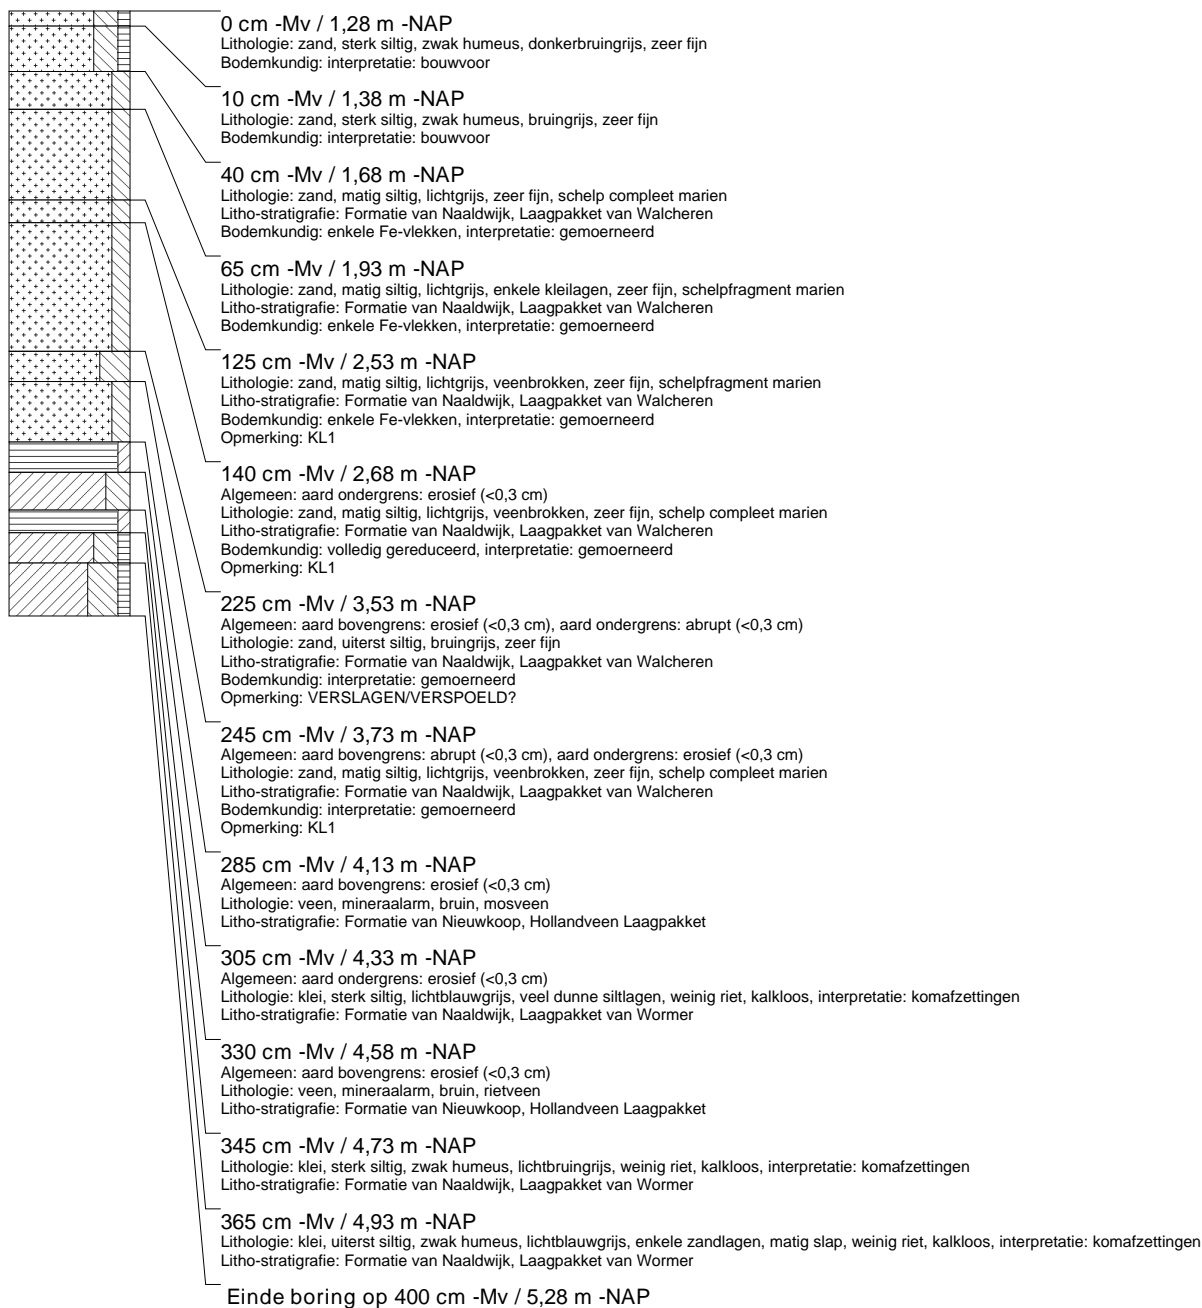 0 cm -Mv / 1,28 m -NAP
Lithologie: zand, sterk siltig, zwak humeus, donkerbruingrijs, zeer fijn
Bodemkundig: interpretatie: bouwvoor
10 cm -Mv / 1,38 m -NAP
Lithologie: zand, sterk siltig, zwak humeus, bruingrijs, zeer fijn
Bodemkundig: interpretatie: bouwvoor
40 cm -Mv / 1,68 m -NAP
Lithologie: zand, matig siltig, lichtgrijs, zeer fijn, schelp compleet marien
Litho-stratigrafie: Formatie van Naaldwijk, Laagpakket van Walcheren
Bodemkundig: enkele Fe-vlekken, interpretatie: gemoerneerd
65 cm -Mv / 1,93 m -NAP
Lithologie: zand, matig siltig, lichtgrijs, enkele kleilagen, zeer fijn, schelpfragment marien
Litho-stratigrafie: Formatie van Naaldwijk, Laagpakket van Walcheren
Bodemkundig: enkele Fe-vlekken, interpretatie: gemoerneerd
125 cm -Mv / 2,53 m -NAP
Lithologie: zand, matig siltig, lichtgrijs, veenbrokken, zeer fijn, schelpfragment marien
Litho-stratigrafie: Formatie van Naaldwijk, Laagpakket van Walcheren
Bodemkundig: enkele Fe-vlekken, interpretatie: gemoerneerd
Opmerking: KL1
140 cm -Mv / 2,68 m -NAP
Algemeen: aard ondergrens: erosief (<0,3 cm)
Lithologie: zand, matig siltig, lichtgrijs, veenbrokken, zeer fijn, schelp compleet marien
Litho-stratigrafie: Formatie van Naaldwijk, Laagpakket van Walcheren
Bodemkundig: volledig gereduceerd, interpretatie: gemoerneerd
Opmerking: KL1
225 cm -Mv / 3,53 m -NAP
Algemeen: aard bovengrens: erosief (<0,3 cm), aard ondergrens: abrupt (<0,3 cm)
Lithologie: zand, uiterst siltig, bruingrijs, zeer fijn
Litho-stratigrafie: Formatie van Naaldwijk, Laagpakket van Walcheren
Bodemkundig: interpretatie: gemoerneerd
Opmerking: VERSLAGEN/VERSPOELD?
245 cm -Mv / 3,73 m -NAP
Algemeen: aard bovengrens: abrupt (<0,3 cm), aard ondergrens: erosief (<0,3 cm)
Lithologie: zand, matig siltig, lichtgrijs, veenbrokken, zeer fijn, schelp compleet marien
Litho-stratigrafie: Formatie van Naaldwijk, Laagpakket van Walcheren
Bodemkundig: interpretatie: gemoerneerd
Opmerking: KL1
285 cm -Mv / 4,13 m -NAP
Algemeen: aard bovengrens: erosief (<0,3 cm)
Lithologie: veen, mineraalarm, bruin, mosveen
Litho-stratigrafie: Formatie van Nieuwkoop, Hollandveen Laagpakket
305 cm -Mv / 4,33 m -NAP
Algemeen: aard ondergrens: erosief (<0,3 cm)
Lithologie: klei, sterk siltig, lichtblauwgrijs, veel dunne siltlagen, weinig riet, kalkloos, interpretatie: komafzettingen
Litho-stratigrafie: Formatie van Naaldwijk, Laagpakket van Wormer
330 cm -Mv / 4,58 m -NAP
Algemeen: aard bovengrens: erosief (<0,3 cm)
Lithologie: veen, mineraalarm, bruin, rietveen
Litho-stratigrafie: Formatie van Nieuwkoop, Hollandveen Laagpakket
345 cm -Mv / 4,73 m -NAP
Lithologie: klei, sterk siltig, zwak humeus, lichtbruingrijs, weinig riet, kalkloos, interpretatie: komafzettingen
Litho-stratigrafie: Formatie van Naaldwijk, Laagpakket van Wormer
365 cm -Mv / 4,93 m -NAP
Lithologie: klei, uiterst siltig, zwak humeus, lichtblauwgrijs, enkele zandlagen, matig slap, weinig riet, kalkloos, interpretatie: komafzettingen
Litho-stratigrafie: Formatie van Naaldwijk, Laagpakket van Wormer
Einde boring op 400 cm -Mv / 5,28 m -NAP